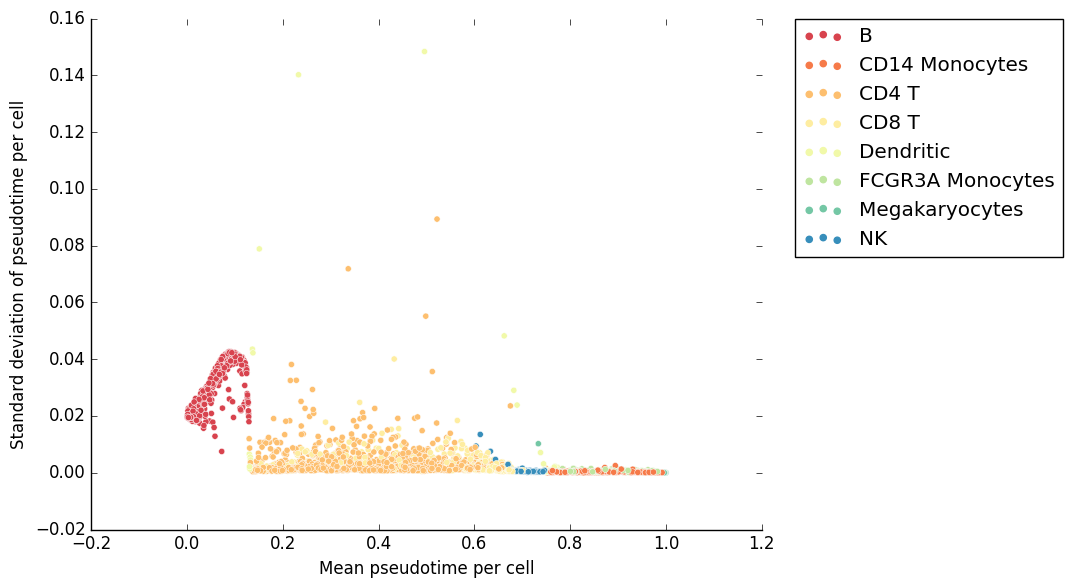 0.16
0.14
0.12
0.10
0.08
0.06
0.04
0.02
0.00
−0.02
Standard deviation of pseudotime per cell
−0.2 0.0 0.2 0.4 0.6 0.8 1.0 1.2
Mean pseudotime per cell
B
CD14 Monocytes
CD4 T
CD8 T
Dendritic
FCGR3A Monocytes
Megakaryocytes
NK